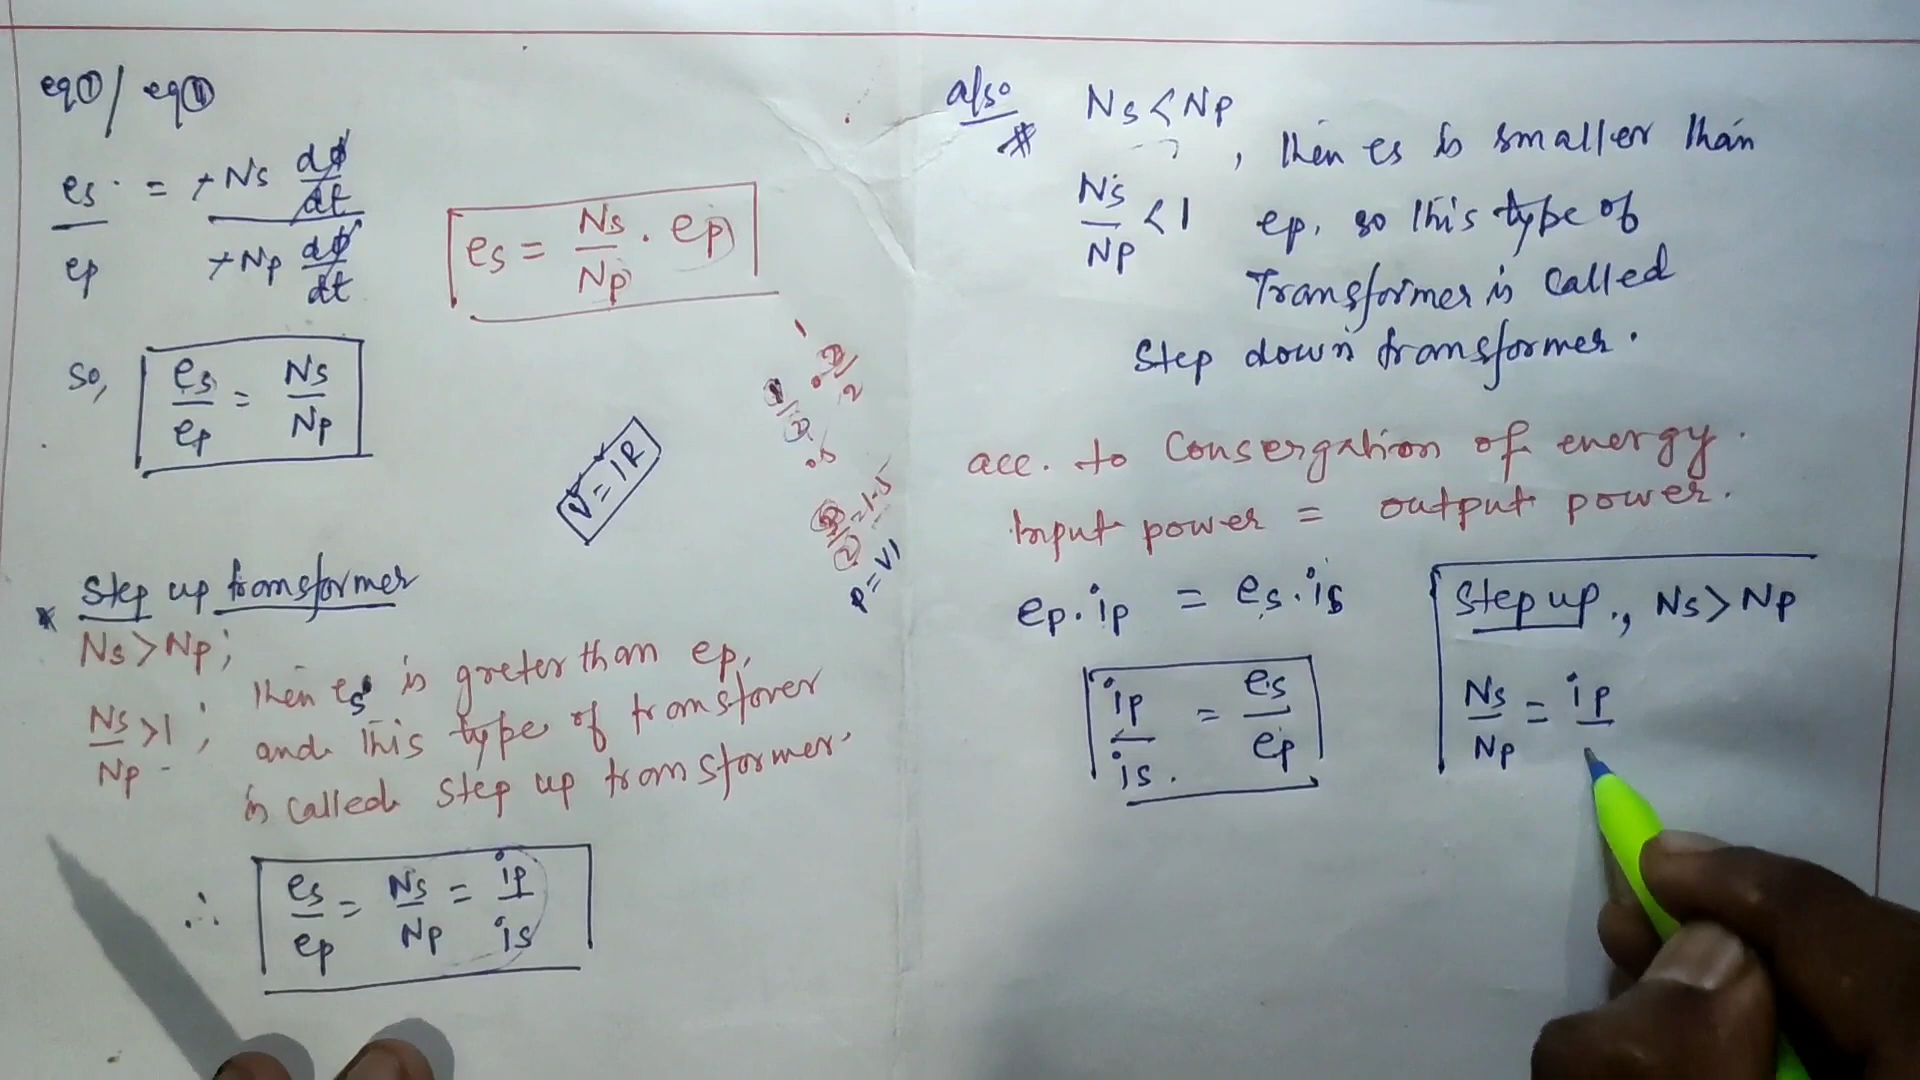 eq① / eq⑪
es = +Ns dφ/dt
ep +Np dφ/dt
es = Ns/Np . ep
so, es/ep = Ns/Np
V = IR
P = VI
* Step up transformer
Ns > Np;
Ns/Np > 1; then es is greter than ep,
and this type of transfover
is called step up transformer.
∴ es/ep = Ns/Np = ip/is
also
* Ns < Np, then es is smaller than
Ns/Np < 1 ep. so this type of
Transformer is called
Step down transformer.
acc. to Consergation of energy.
Input power = output power.
ep.ip = es.is
ip/is. = es/ep
Step up., Ns > Np
Ns/Np = ip